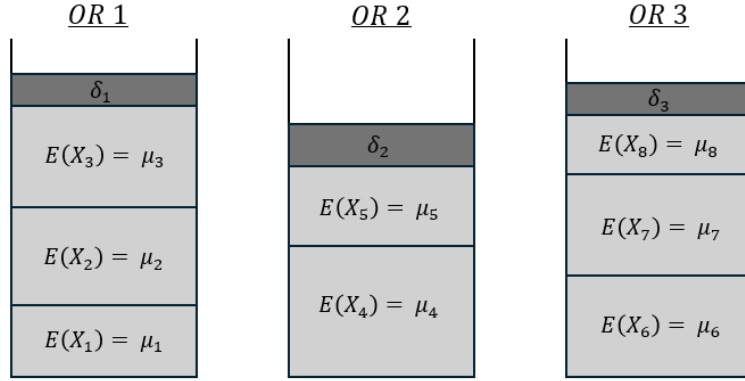 OR 1
δ₁
E(X₃) = μ₃
E(X₂) = μ₂
E(X₁) = μ₁
OR 2
δ₂
E(X₅) = μ₅
E(X₄) = μ₄
OR 3
δ₃
E(X₈) = μ₈
E(X₇) = μ₇
E(X₆) = μ₆